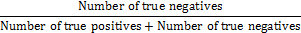 Number of true negatives
Number of true positives + Number of true negatives